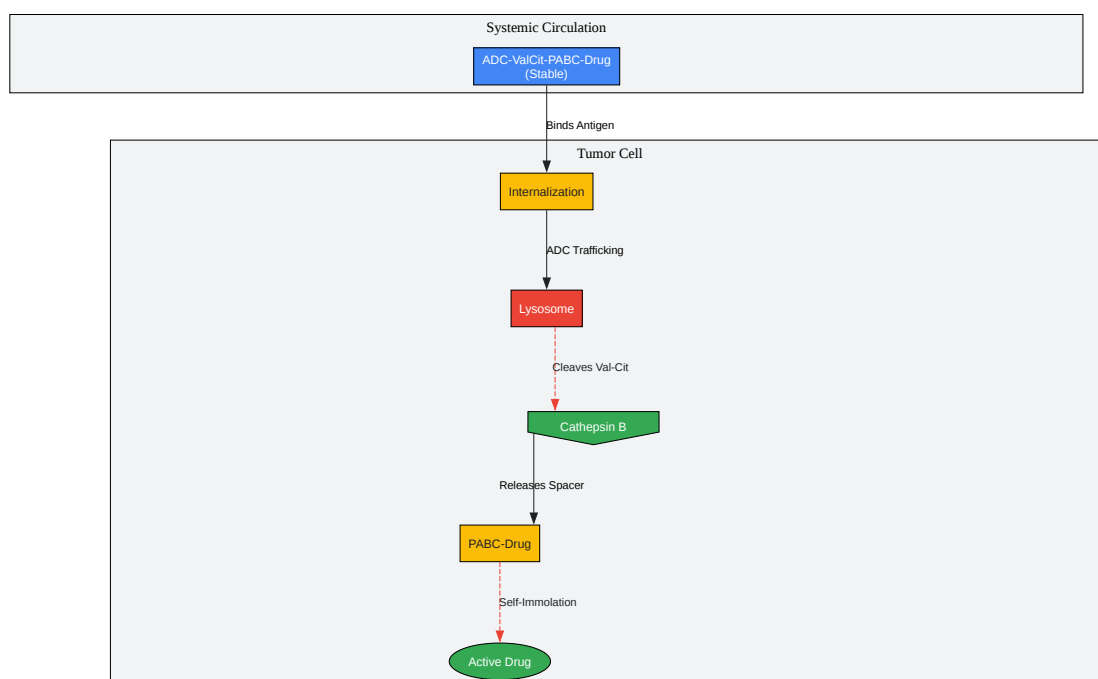 Systemic Circulation
ADC-ValCit-PABC-Drug
(Stable)
Binds Antigen
Tumor Cell
Internalization
ADC Trafficking
Lysosome
Cleaves Val-Cit
Cathepsin B
Releases Spacer
PABC-Drug
Self-Immolation
Active Drug